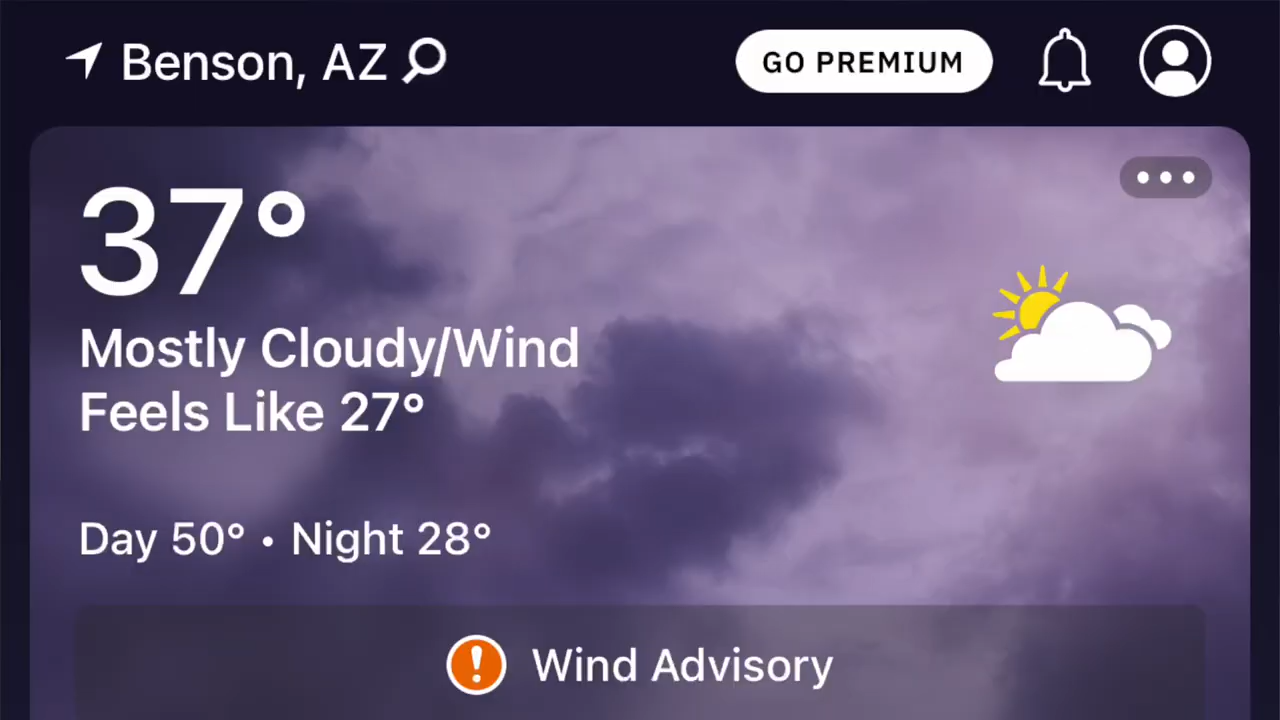 Benson, AZ
GO PREMIUM
37°
Mostly Cloudy/Wind
Feels Like 27°
Day 50° • Night 28°
Wind Advisory